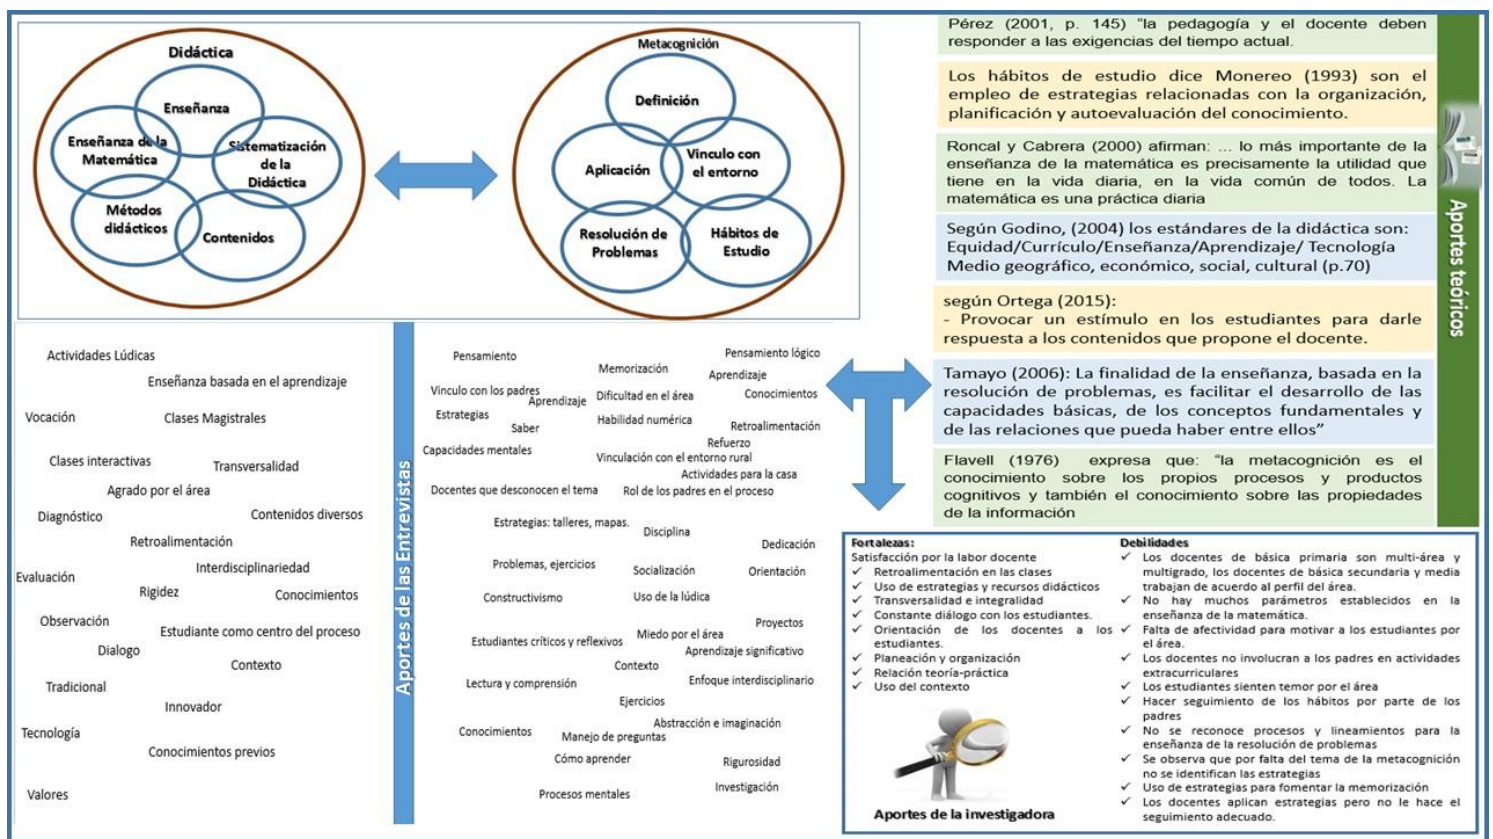 Didáctica
Enseñanza
Enseñanza de la
Matemática
Sistematización
de la
Didáctica
Métodos
didácticos
Contenidos
Metacognición
Definición
Aplicación
Vinculo con
el entorno
Resolución de
Problemas
Hábitos de
Estudio
Pérez (2001, p. 145) “la pedagogía y el docente deben
responder a las exigencias del tiempo actual.
Los hábitos de estudio dice Monereo (1993) son el
empleo de estrategias relacionadas con la organización,
planificación y autoevaluación del conocimiento.
Roncal y Cabrera (2000) afirman: ... lo más importante de la
enseñanza de la matemática es precisamente la utilidad que
tiene en la vida diaria, en la vida común de todos. La
matemática es una práctica diaria
Según Godino, (2004) los estándares de la didáctica son:
Equidad/Currículo/Enseñanza/Aprendizaje/ Tecnología
Medio geográfico, económico, social, cultural (p.70)
según Ortega (2015):
- Provocar un estímulo en los estudiantes para darle
respuesta a los contenidos que propone el docente.
Tamayo (2006): La finalidad de la enseñanza, basada en la
resolución de problemas, es facilitar el desarrollo de las
capacidades básicas, de los conceptos fundamentales y
de las relaciones que pueda haber entre ellos”
Flavell (1976) expresa que: “la metacognición es el
conocimiento sobre los propios procesos y productos
cognitivos y también el conocimiento sobre las propiedades
de la información
Aportes teóricos
Actividades Lúdicas
Enseñanza basada en el aprendizaje
Vocación
Clases Magistrales
Clases interactivas
Transversalidad
Agrado por el área
Diagnóstico
Contenidos diversos
Retroalimentación
Interdisciplinariedad
Evaluación
Rigidez
Conocimientos
Observación
Estudiante como centro del proceso
Dialogo
Contexto
Tradicional
Innovador
Tecnología
Conocimientos previos
Valores
Aportes de las Entrevistas
Pensamiento
Pensamiento lógico
Memorización
Aprendizaje
Vinculo con los padres
Aprendizaje
Dificultad en el área
Conocimientos
Estrategias
Saber
Habilidad numérica
Retroalimentación
Refuerzo
Capacidades mentales
Vinculación con el entorno rural
Actividades para la casa
Docentes que desconocen el tema
Rol de los padres en el proceso
Estrategias: talleres, mapas.
Disciplina
Dedicación
Problemas, ejercicios
Socialización
Orientación
Constructivismo
Uso de la lúdica
Proyectos
Estudiantes críticos y reflexivos
Miedo por el área
Aprendizaje significativo
Contexto
Lectura y comprensión
Enfoque interdisciplinario
Ejercicios
Abstracción e imaginación
Conocimientos
Manejo de preguntas
Cómo aprender
Rigurosidad
Investigación
Procesos mentales
Fortalezas:
Satisfacción por la labor docente
✓ Retroalimentación en las clases
✓ Uso de estrategias y recursos didácticos
✓ Transversalidad e integralidad
✓ Constante diálogo con los estudiantes.
✓ Orientación de los docentes a los
estudiantes.
✓ Planeación y organización
✓ Relación teoría-práctica
✓ Uso del contexto
Aportes de la investigadora
Debilidades
✓ Los docentes de básica primaria son multi-área y
multigrado, los docentes de básica secundaria y media
trabajan de acuerdo al perfil del área.
✓ No hay muchos parámetros establecidos en la
enseñanza de la matemática.
✓ Falta de afectividad para motivar a los estudiantes por
el área.
✓ Los docentes no involucran a los padres en actividades
extracurriculares
✓ Los estudiantes sienten temor por el área
✓ Hacer seguimiento de los hábitos por parte de los
padres
✓ No se reconoce procesos y lineamientos para la
enseñanza de la resolución de problemas
✓ Se observa que por falta del tema de la metacognición
no se identifican las estrategias
✓ Uso de estrategias para fomentar la memorización
✓ Los docentes aplican estrategias pero no le hace el
seguimiento adecuado.